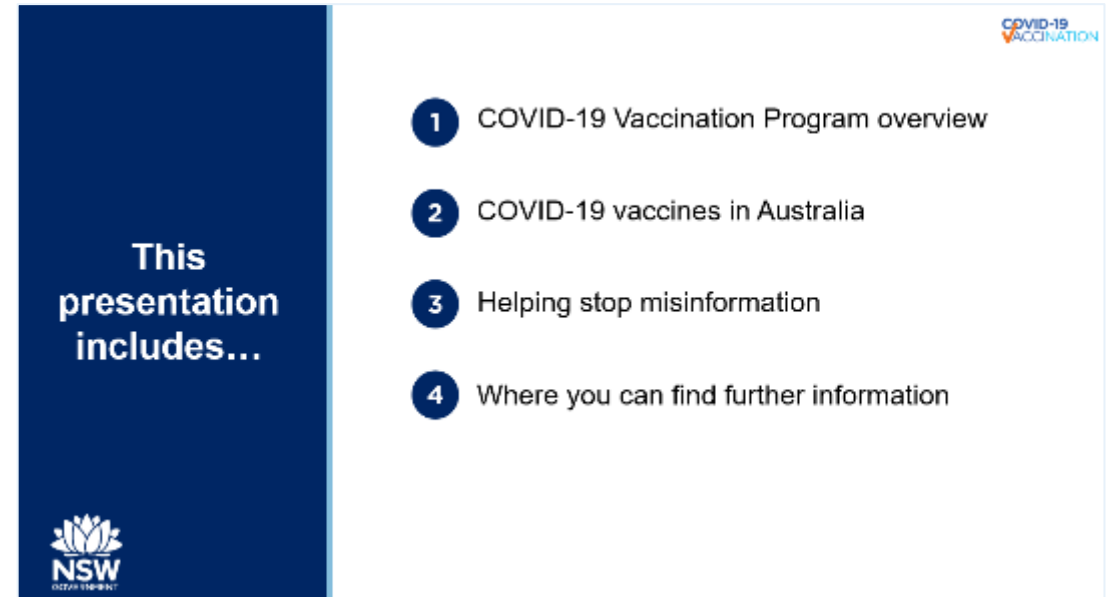 COVID-19
VACCINATION
This
presentation
includes…
1 COVID-19 Vaccination Program overview
2 COVID-19 vaccines in Australia
3 Helping stop misinformation
4 Where you can find further information
NSW
GOVERNMENT